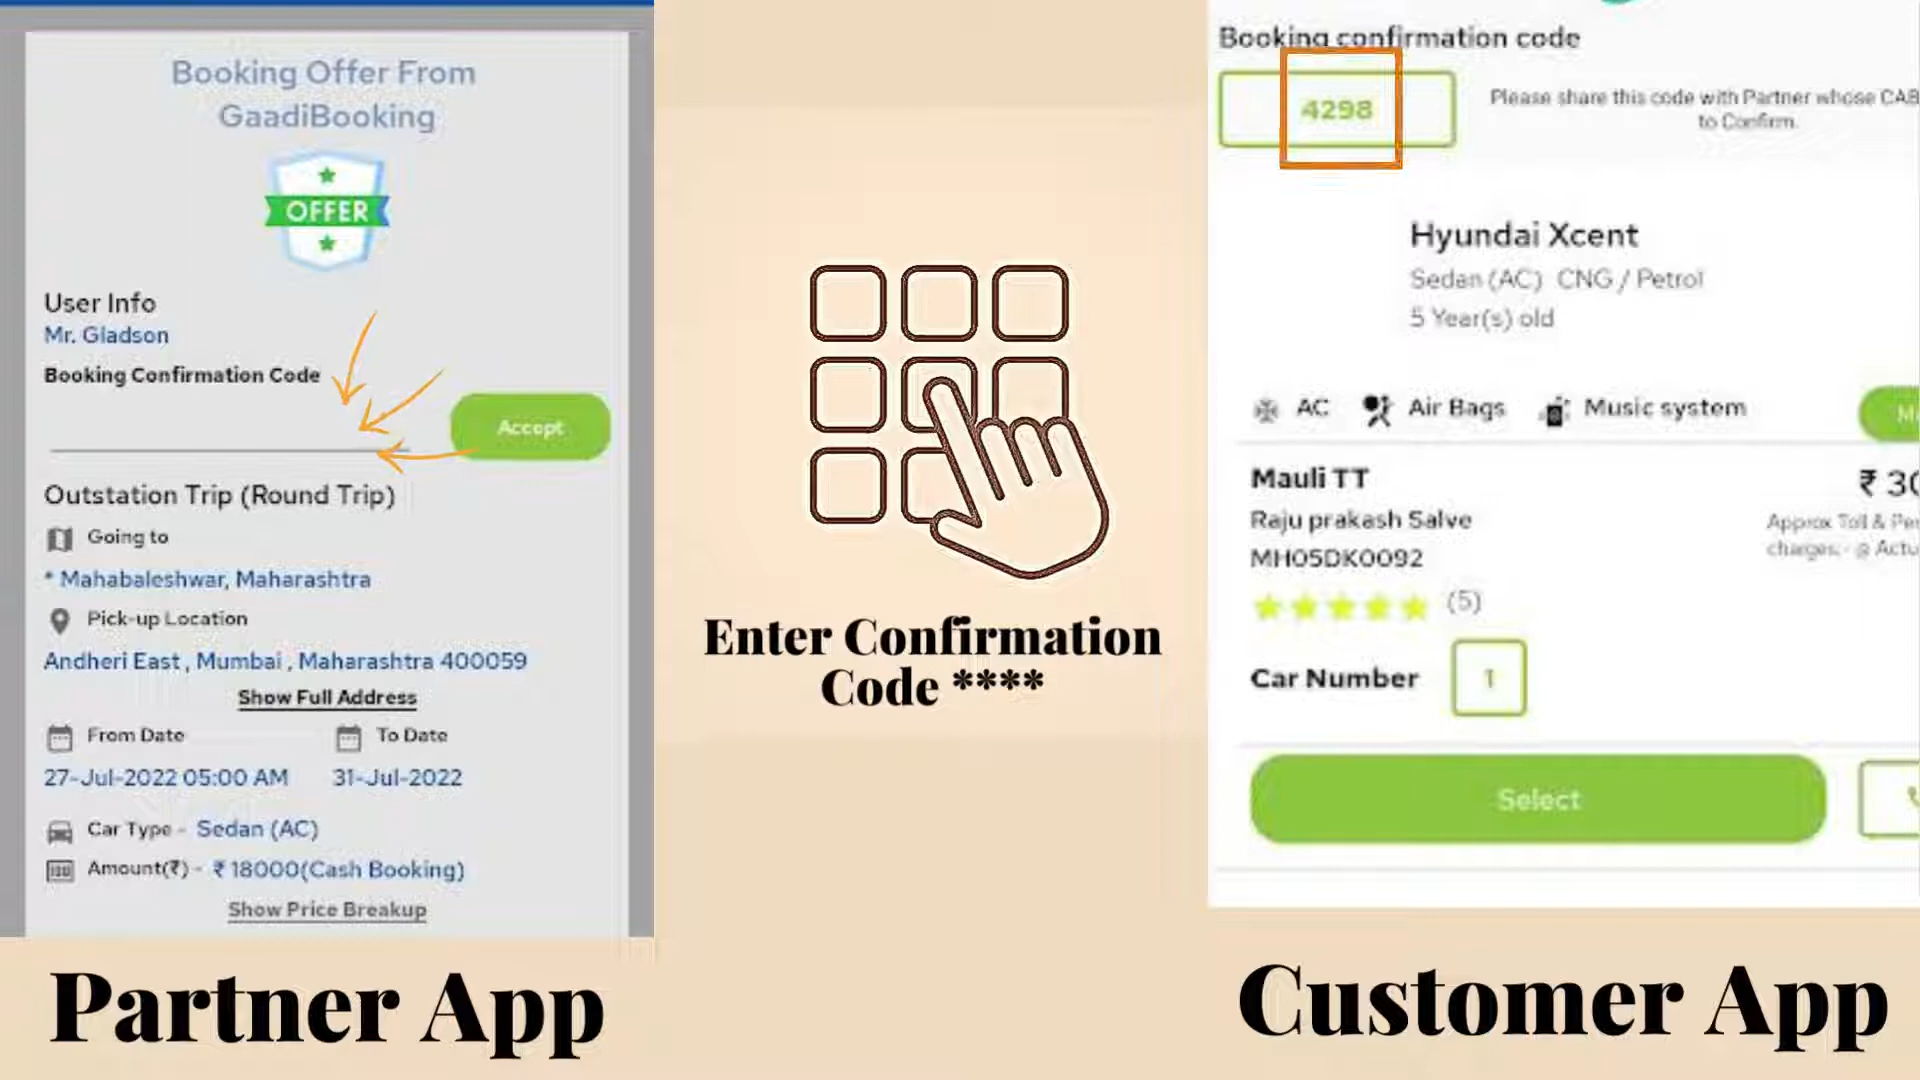 Booking Offer From
GaadiBooking
OFFER
User Info
Mr. Gladson
Booking Confirmation Code
Accept
Outstation Trip (Round Trip)
Going to
* Mahabaleshwar, Maharashtra
Pick-up Location
Andheri East , Mumbai , Maharashtra 400059
Show Full Address
From Date To Date
27-Jul-2022 05:00 AM 31-Jul-2022
Car Type - Sedan (AC)
Amount(₹) - ₹ 18000(Cash Booking)
Show Price Breakup
Partner App
Enter Confirmation
Code ****
Booking confirmation code
4298
Please share this code with Partner whose CAB
to Confirm.
Hyundai Xcent
Sedan (AC) CNG / Petrol
5 Year(s) old
AC Air Bags Music system
Mauli TT
₹ 30
Raju prakash Salve
Approx Toll &
MH05DK0092
charges:- @
(5)
Car Number 1
Select
Customer App